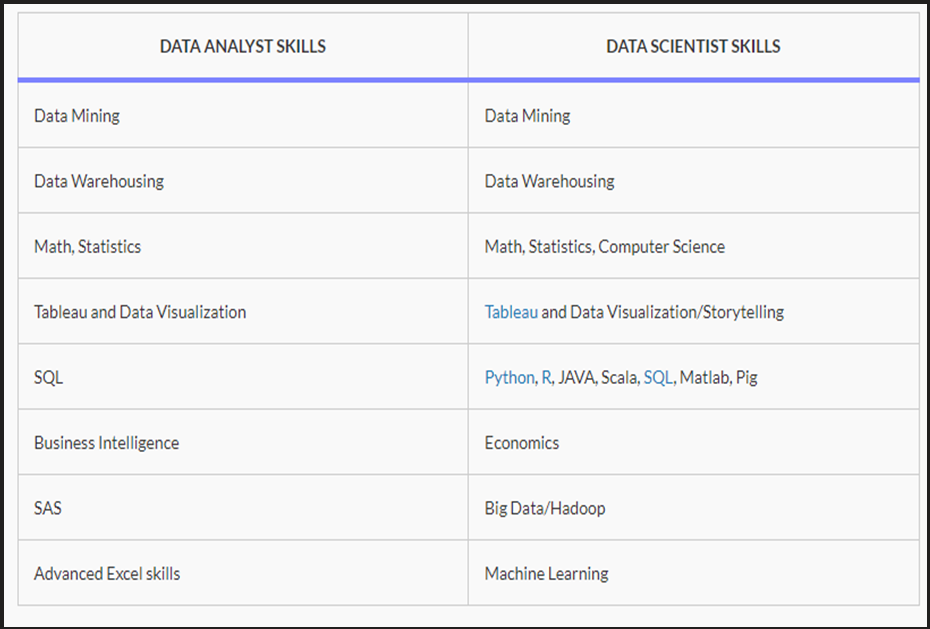 DATA ANALYST SKILLS DATA SCIENTIST SKILLS
Data Mining Data Mining
Data Warehousing Data Warehousing
Math, Statistics Math, Statistics, Computer Science
Tableau and Data Visualization Tableau and Data Visualization/Storytelling
SQL Python, R, JAVA, Scala, SQL, Matlab, Pig
Business Intelligence Economics
SAS Big Data/Hadoop
Advanced Excel skills Machine Learning